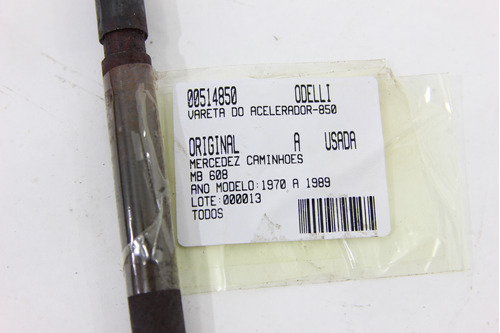 00514850 ODELLI
VARETA DO ACELERADOR-850
ORIGINAL A USADA
MERCEDEZ CAMINHOES
MB 608
ANO MODELO:1970 A 1989
LOTE:000013
TODOS